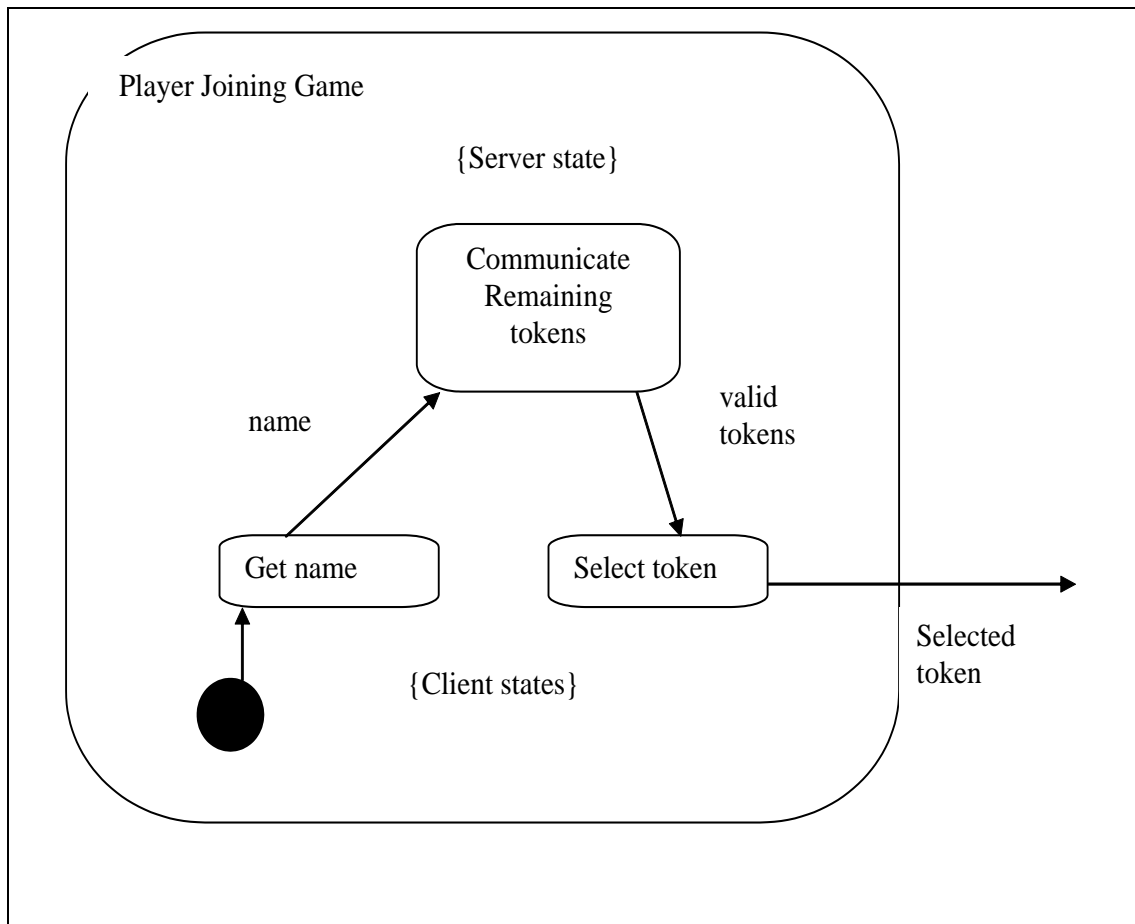 Player Joining Game
{Server state}
Communicate
Remaining
tokens
name
valid
tokens
Get name
Select token
Selected
token
{Client states}